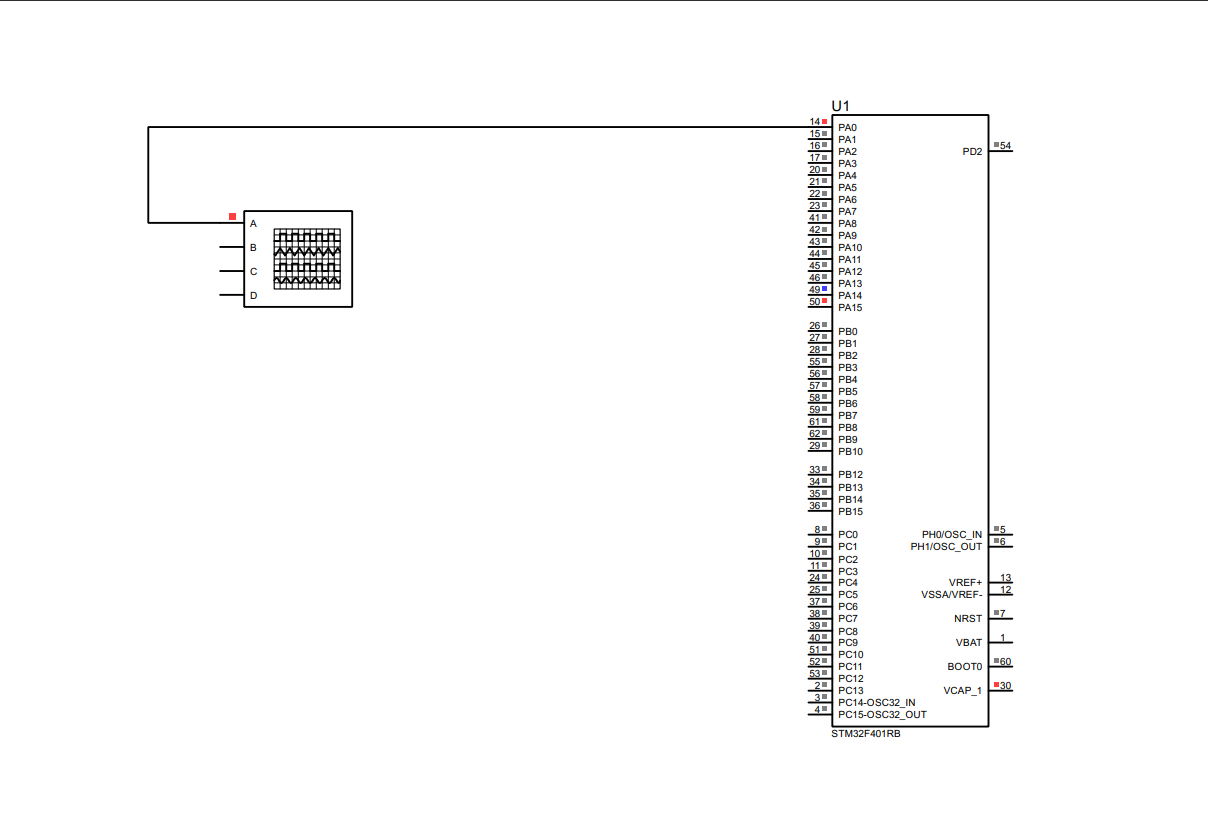 U1
14 PA0
15 PA1
16 PA2
PD2 54
17 PA3
20 PA4
21 PA5
22 PA6
23 PA7
41 PA8
42 PA9
43 PA10
44 PA11
45 PA12
46 PA13
49 PA14
50 PA15
A
B
C
D
26 PB0
27 PB1
28 PB2
55 PB3
56 PB4
57 PB5
58 PB6
59 PB7
61 PB8
62 PB9
29 PB10
33 PB12
34 PB13
35 PB14
36 PB15
8 PC0 PH0/OSC_IN 5
9 PC1 PH1/OSC_OUT 6
10 PC2
11 PC3
24 PC4 VREF+ 13
25 PC5 VSSA/VREF- 12
37 PC6
38 PC7 NRST 7
39 PC8
40 PC9 VBAT 1
51 PC10
52 PC11 BOOT0 60
53 PC12
2 PC13 VCAP_1 30
3 PC14-OSC32_IN
4 PC15-OSC32_OUT
STM32F401RB